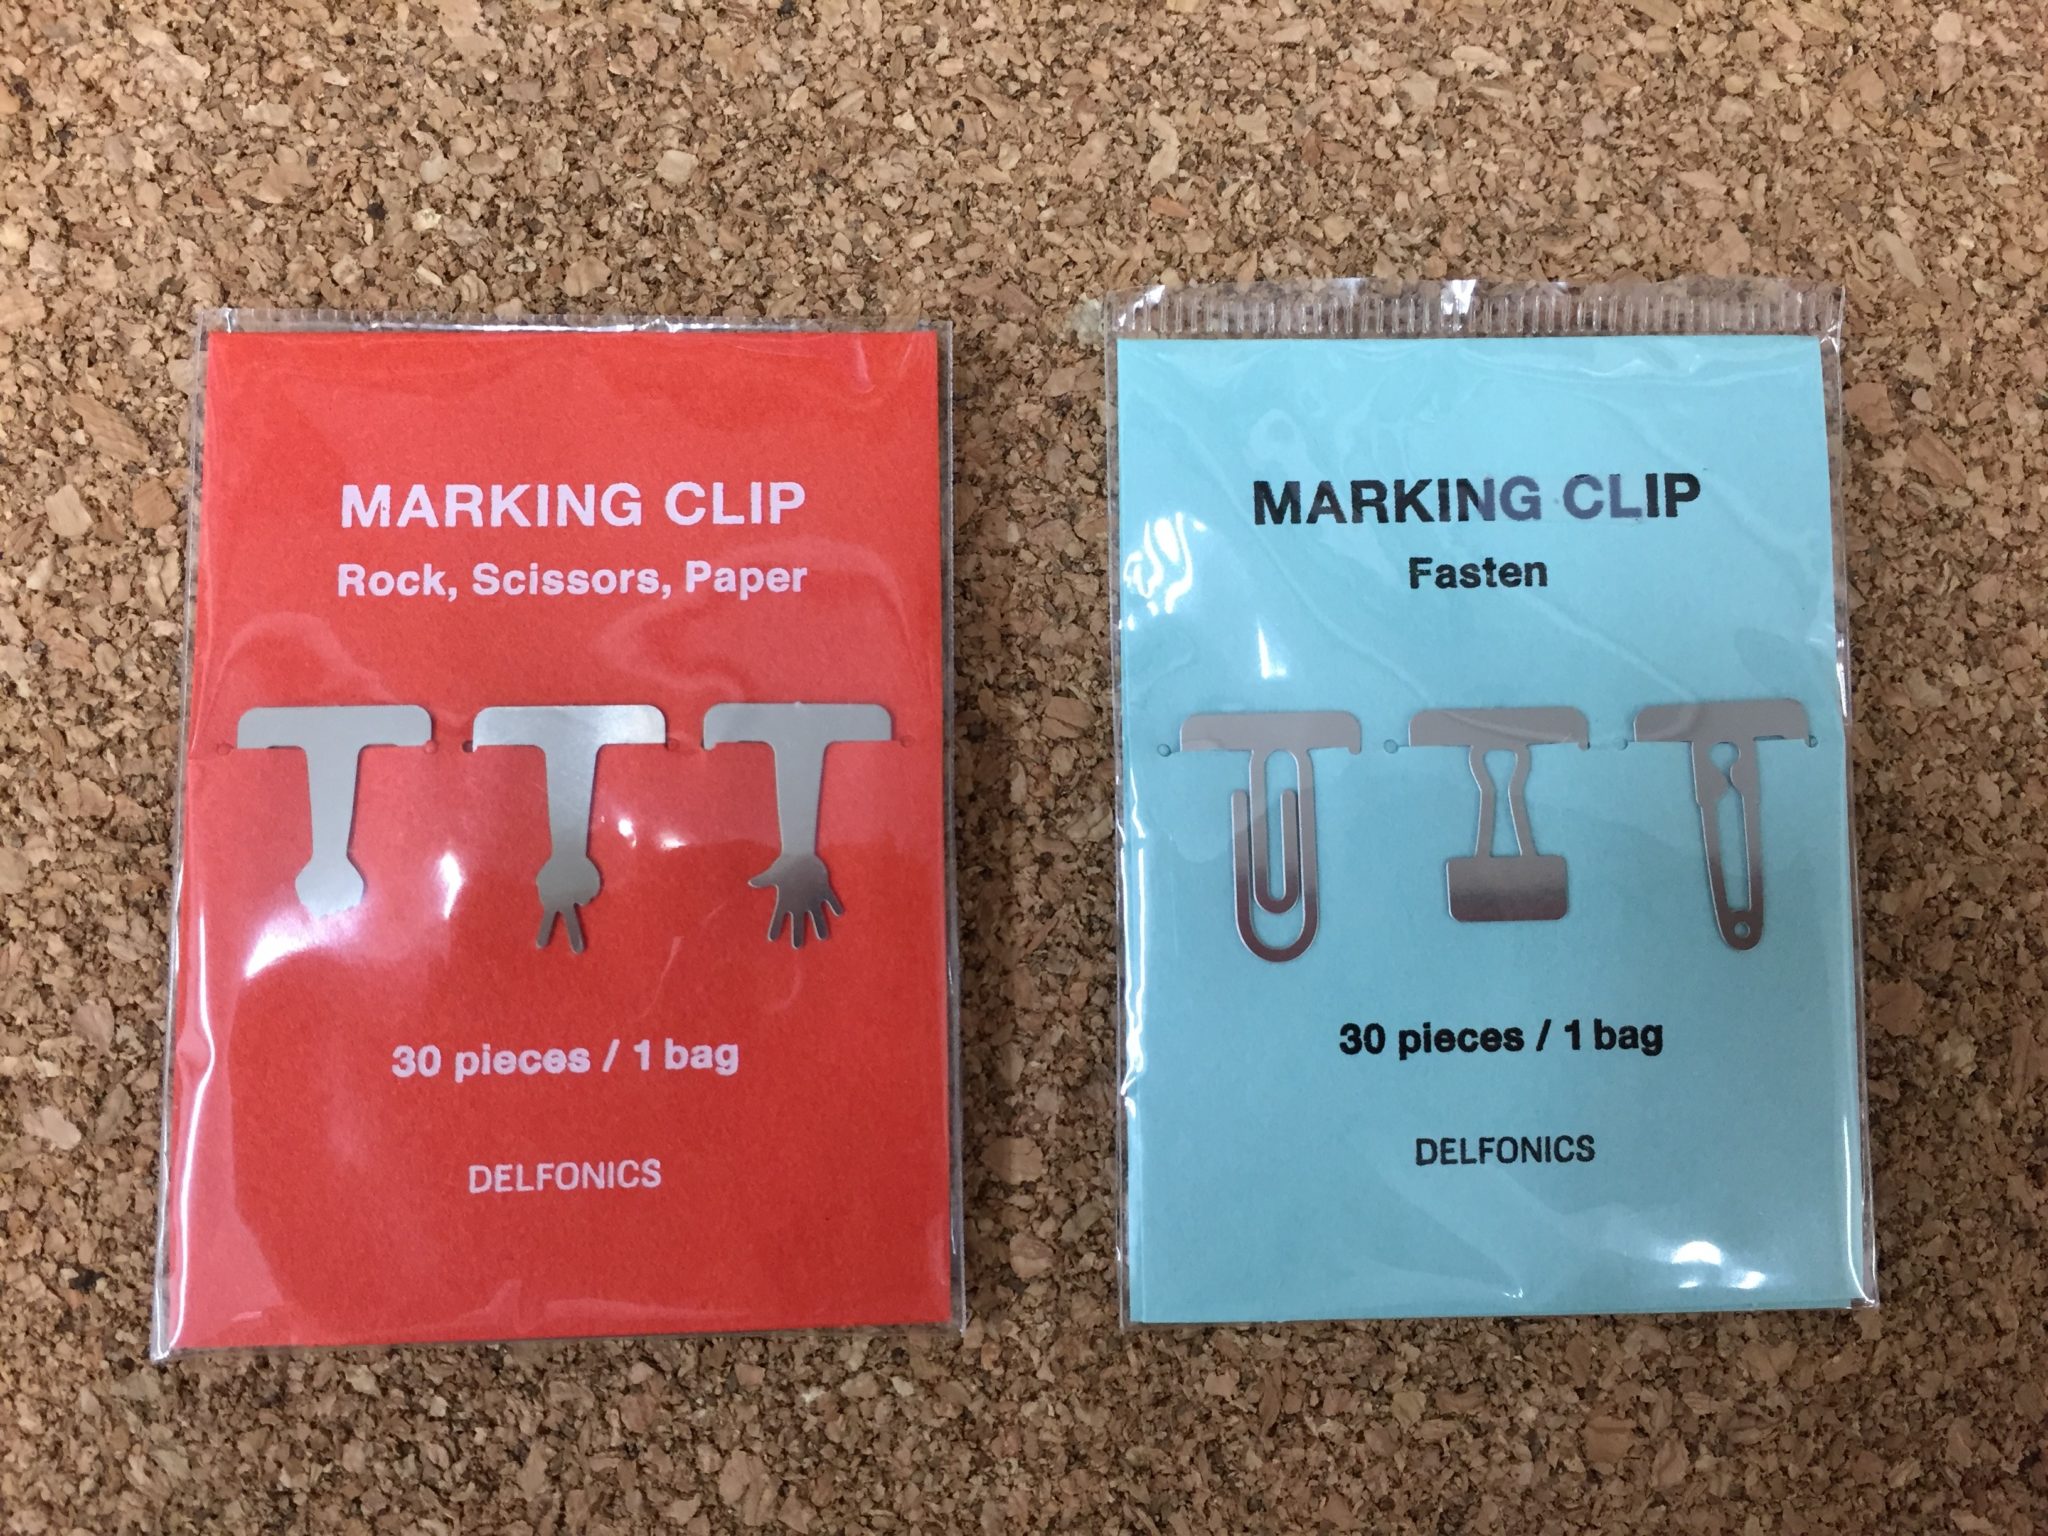 MARKING CLIP
Rock, Scissors, Paper
30 pieces / 1 bag
DELFONICS
MARKING CLIP
Fasten
30 pieces / 1 bag
DELFONICS